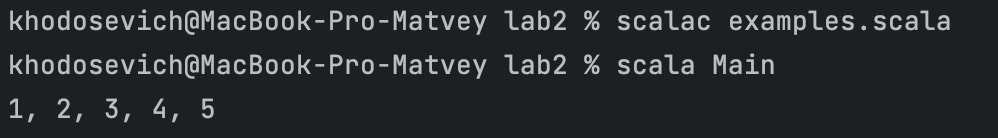 khodosevich@MacBook-Pro-Matvey lab2 % scalac examples.scala
khodosevich@MacBook-Pro-Matvey lab2 % scala Main
1, 2, 3, 4, 5